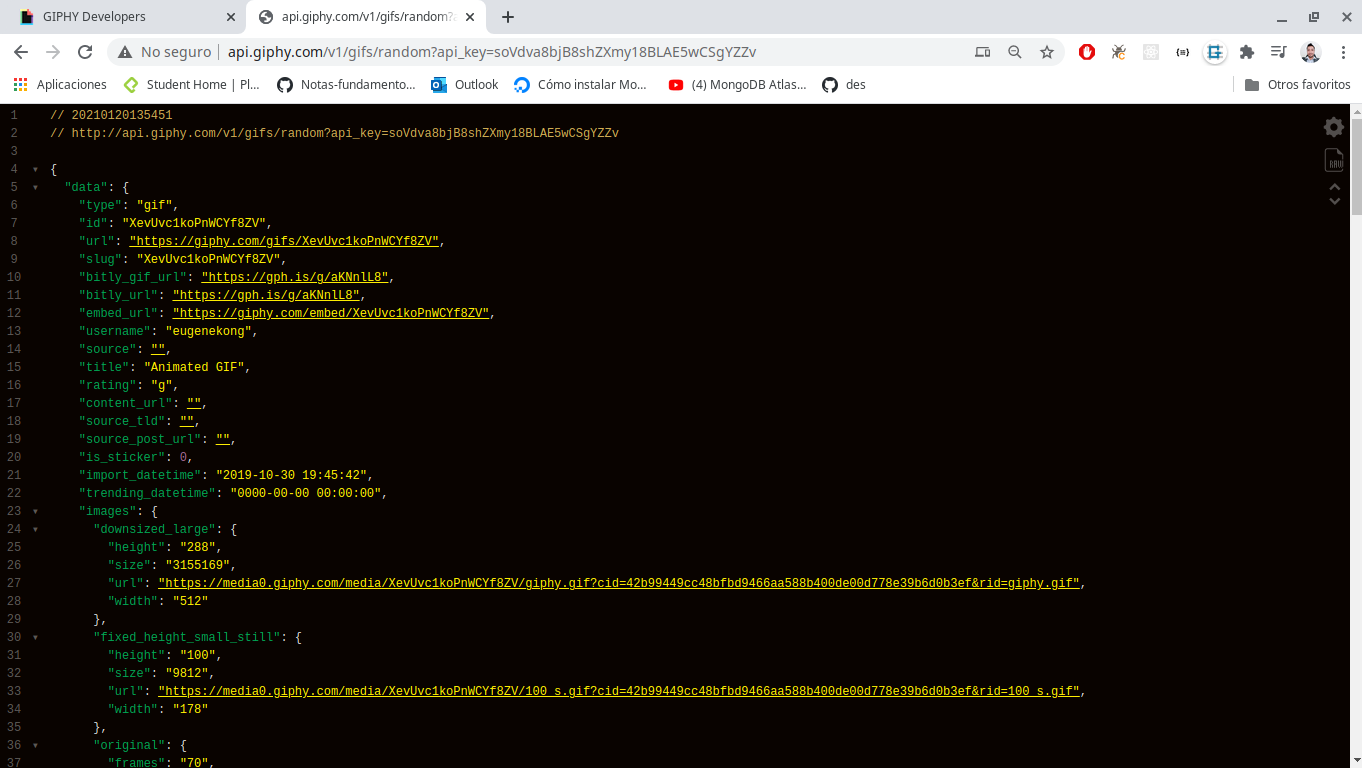 GIPHY Developers
api.giphy.com/v1/gifs/random?a
No seguro
api.giphy.com/v1/gifs/random?api_key=soVdva8bjB8shZXmy18BLAE5wCSgYZZv
Aplicaciones
Student Home | Pl...
Notas-fundamento...
Outlook
Cómo instalar Mo...
(4) MongoDB Atlas...
des
Otros favoritos
1 // 20210120135451
2 // http://api.giphy.com/v1/gifs/random?api_key=soVdva8bjB8shZXmy18BLAE5wCSgYZZv
3
4 {
5 "data": {
6 "type": "gif",
7 "id": "XevUvc1koPnWCYf8ZV",
8 "url": "https://giphy.com/gifs/XevUvc1koPnWCYf8ZV",
9 "slug": "XevUvc1koPnWCYf8ZV",
10 "bitly_gif_url": "https://gph.is/g/aKNnlL8",
11 "bitly_url": "https://gph.is/g/aKNnlL8",
12 "embed_url": "https://giphy.com/embed/XevUvc1koPnWCYf8ZV",
13 "username": "eugenekong",
14 "source": "",
15 "title": "Animated GIF",
16 "rating": "g",
17 "content_url": "",
18 "source_tld": "",
19 "source_post_url": "",
20 "is_sticker": 0,
21 "import_datetime": "2019-10-30 19:45:42",
22 "trending_datetime": "0000-00-00 00:00:00",
23 "images": {
24 "downsized_large": {
25 "height": "288",
26 "size": "3155169",
27 "url": "https://media0.giphy.com/media/XevUvc1koPnWCYf8ZV/giphy.gif?cid=42b99449cc48bfbd9466aa588b400de00d778e39b6d0b3ef&rid=giphy.gif",
28 "width": "512"
29 },
30 "fixed_height_small_still": {
31 "height": "100",
32 "size": "9812",
33 "url": "https://media0.giphy.com/media/XevUvc1koPnWCYf8ZV/100_s.gif?cid=42b99449cc48bfbd9466aa588b400de00d778e39b6d0b3ef&rid=100_s.gif",
34 "width": "178"
35 },
36 "original": {
37 "frames": "70",
RAW